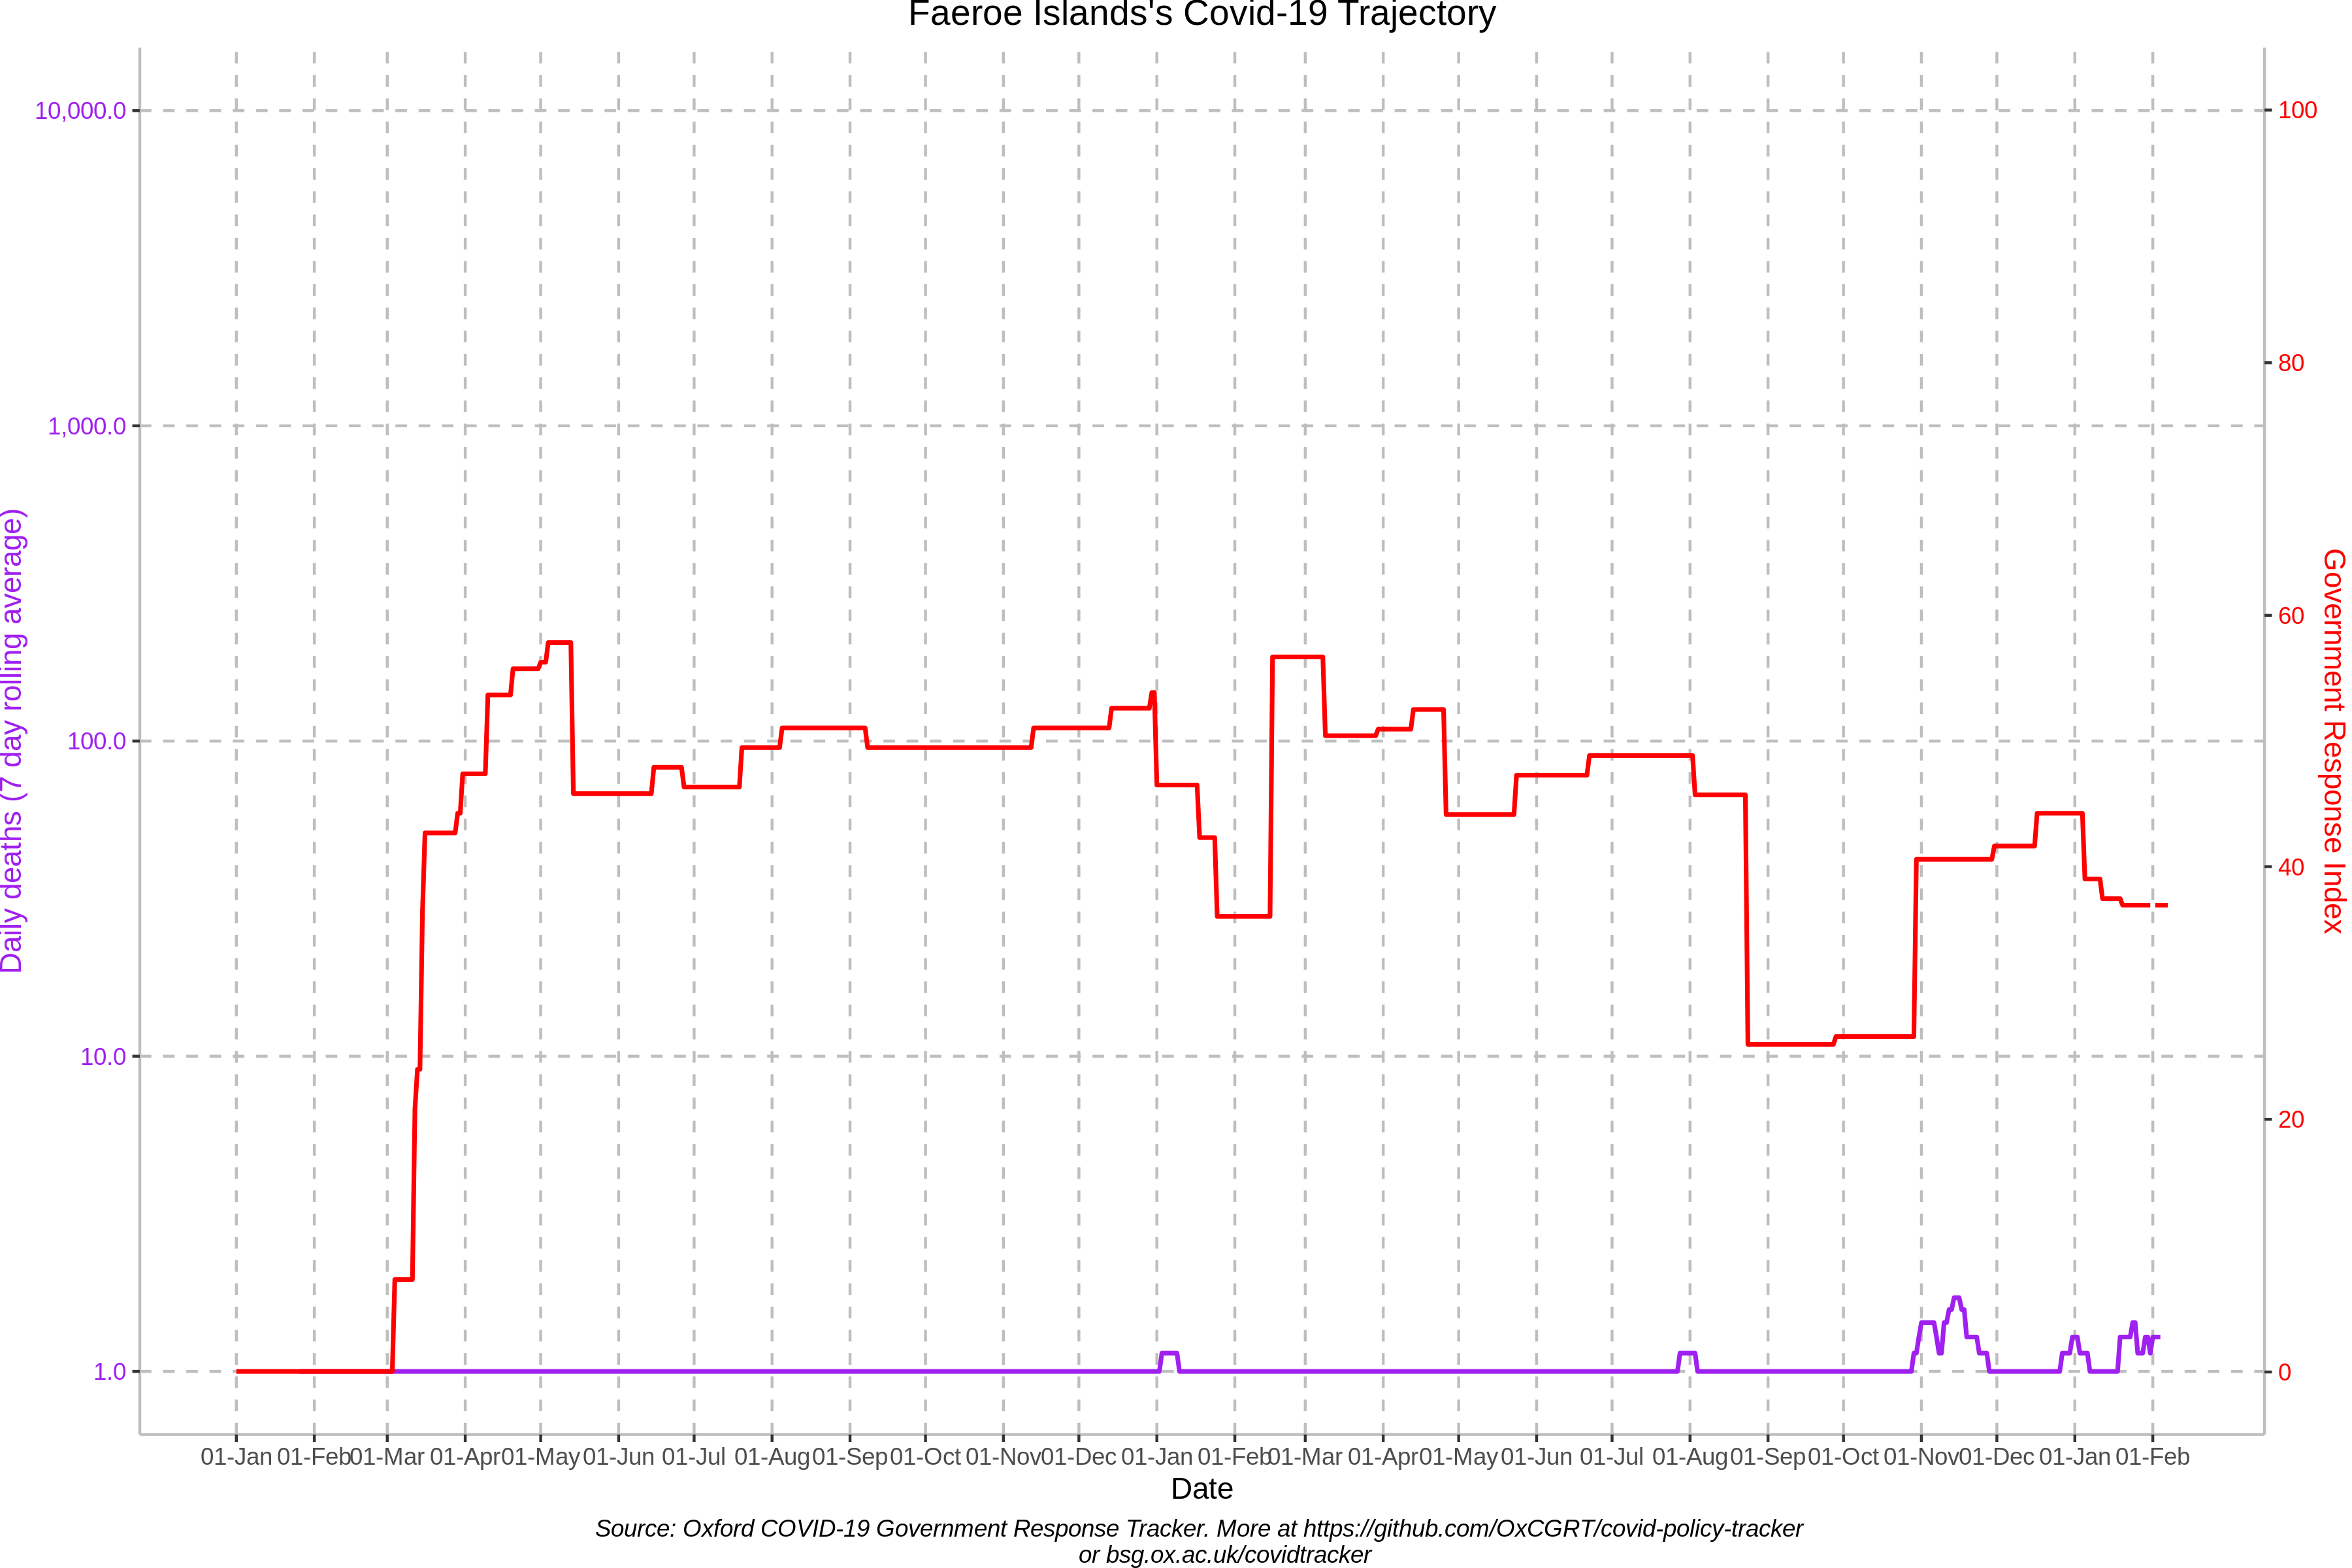 Faeroe Islands's Covid-19 Trajectory
10,000.0
1,000.0
100.0
10.0
1.0
Daily deaths (7 day rolling average)
100
80
60
40
20
0
Government Response Index
01-Jan 01-Feb 01-Mar 01-Apr 01-May 01-Jun 01-Jul 01-Aug 01-Sep 01-Oct 01-Nov 01-Dec 01-Jan 01-Feb 01-Mar 01-Apr 01-May 01-Jun 01-Jul 01-Aug 01-Sep 01-Oct 01-Nov 01-Dec 01-Jan 01-Feb
Date
Source: Oxford COVID-19 Government Response Tracker. More at https://github.com/OxCGRT/covid-policy-tracker
or bsg.ox.ac.uk/covidtracker